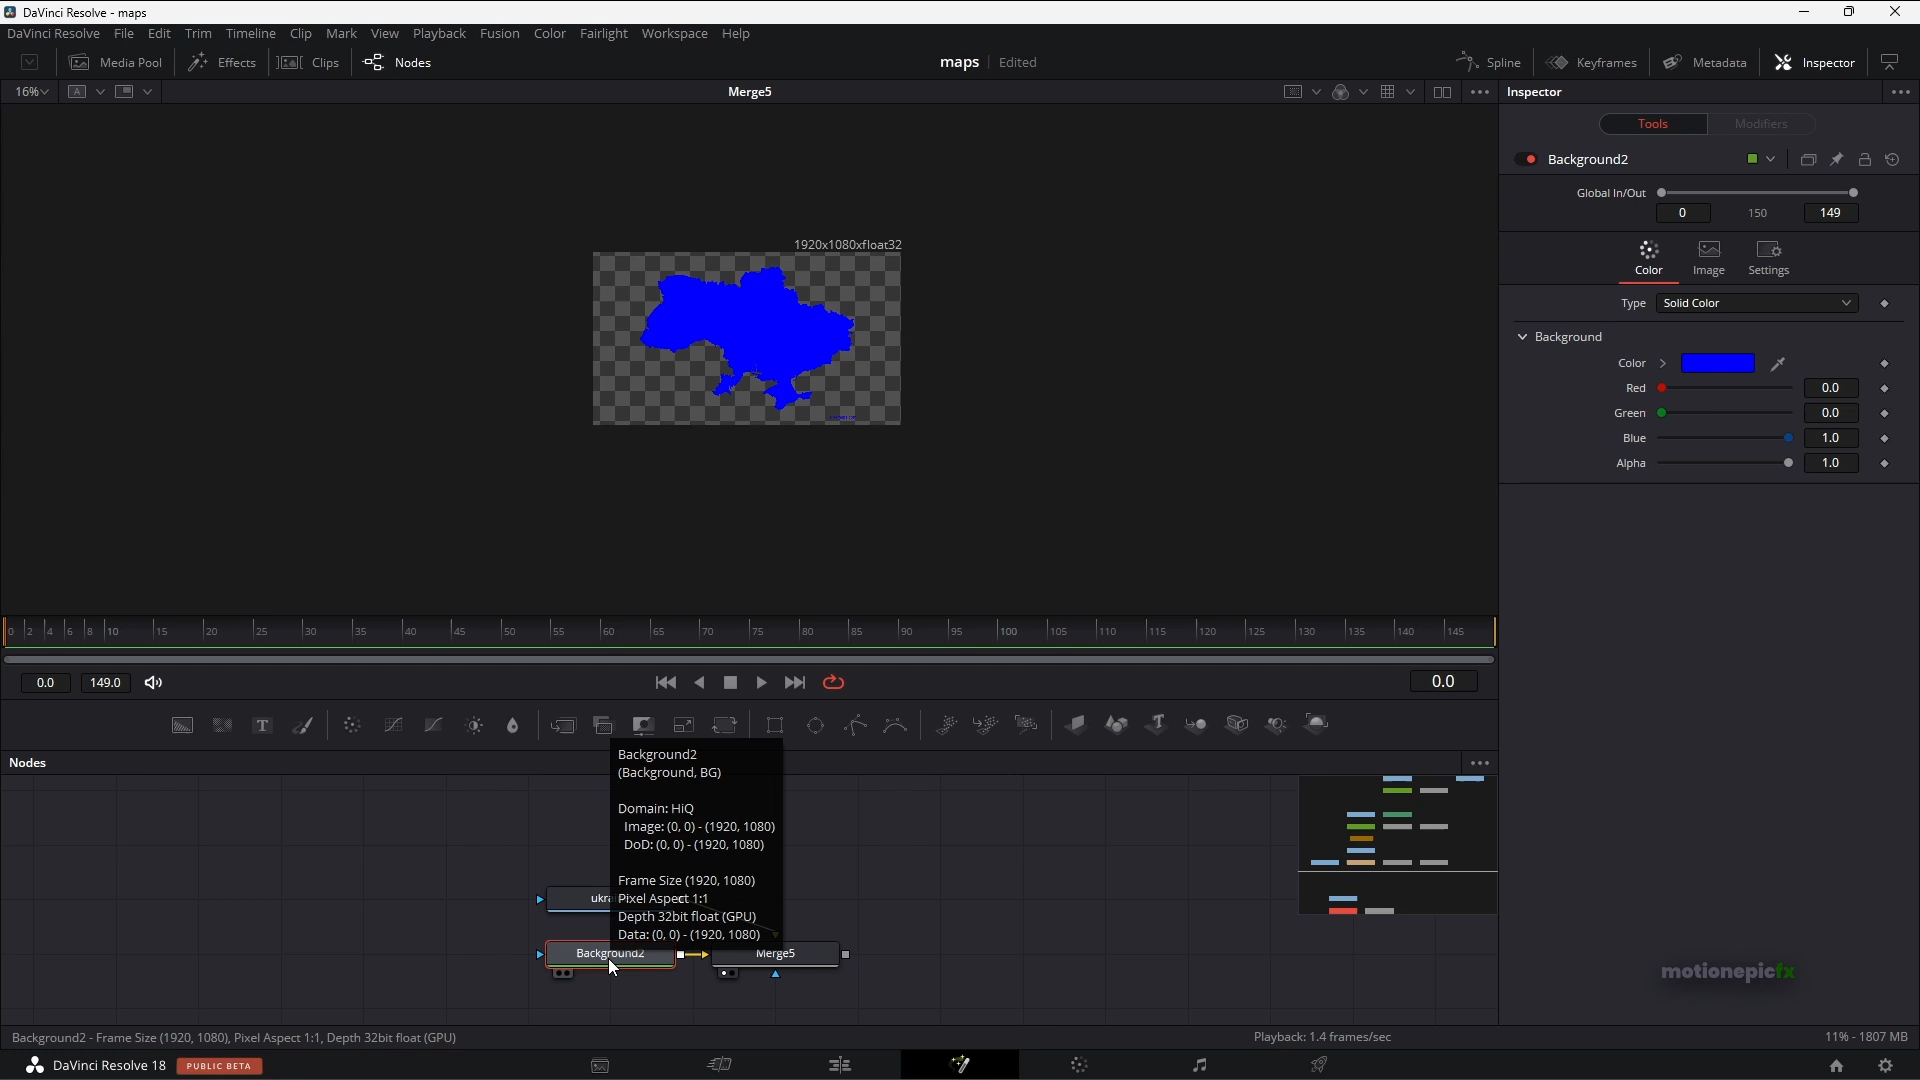 DaVinci Resolve - maps
DaVinci Resolve File Edit Trim Timeline Clip Mark View Playback Fusion Color Fairlight Workspace Help
Media Pool Effects Clips Nodes maps Edited Spline Keyframes Metadata Inspector
16% A Merge5 Inspector
Tools Modifiers
Background2
Global In/Out
0 150 149
1920x1080xfloat32
Color Image Settings
Type Solid Color
Background
Color
Red 0.0
Green 0.0
Blue 1.0
Alpha 1.0
0 2 4 6 8 10 15 20 25 30 35 40 45 50 55 60 65 70 75 80 85 90 95 100 105 110 115 120 125 130 135 140 145
0.0 149.0 0.0
T T
Nodes
Background2
(Background, BG)
Domain: HiQ
Image: (0, 0) - (1920, 1080)
DoD: (0, 0) - (1920, 1080)
Frame Size (1920, 1080)
Pixel Aspect 1:1
Depth 32bit float (GPU)
Data: (0, 0) - (1920, 1080)
ukra
Background2 Merge5
motionepicfx
Background2 - Frame Size (1920, 1080), Pixel Aspect 1:1, Depth 32bit float (GPU) Playback: 1.4 frames/sec 11% - 1807 MB
DaVinci Resolve 18 PUBLIC BETA